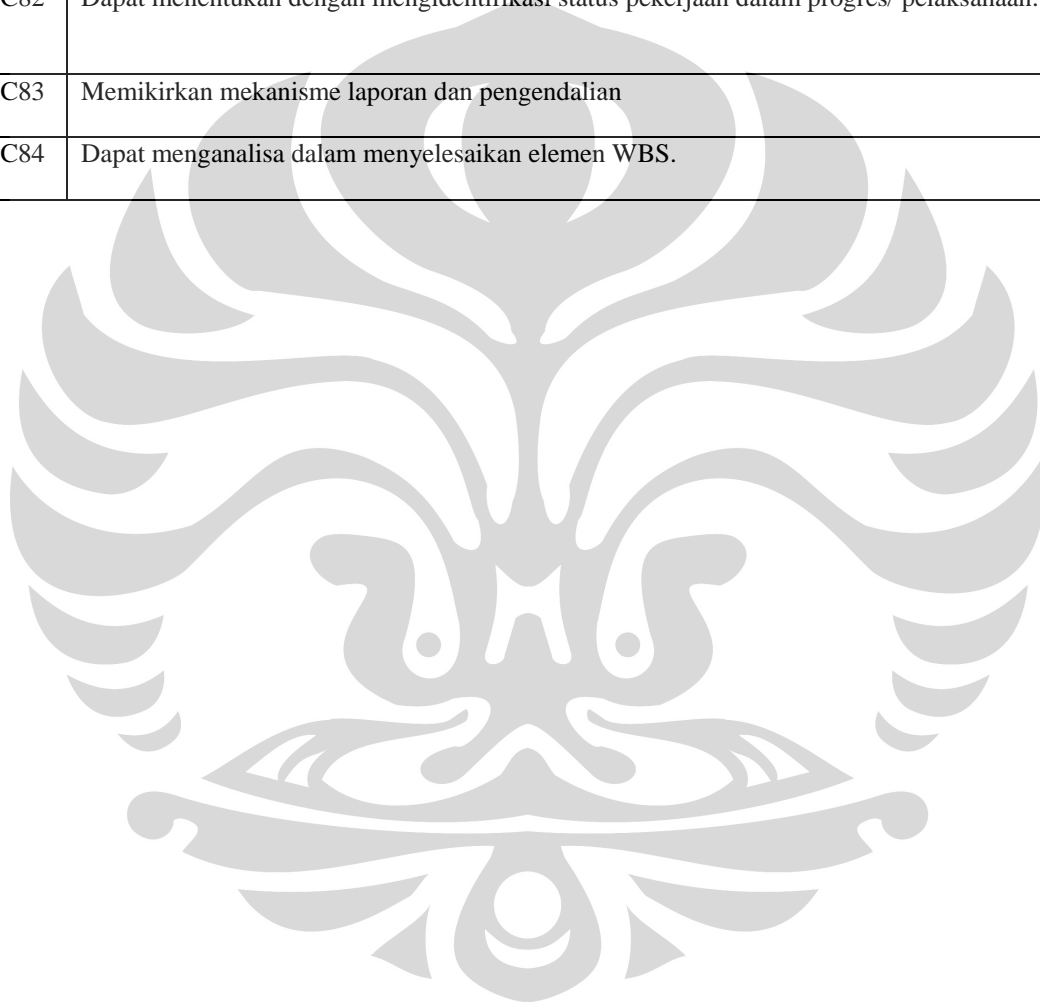 C82 Dapat menentukan dengan mengidentifikasi status pekerjaan dalam progres/ pelaksanaan.
C83 Memikirkan mekanisme laporan dan pengendalian
C84 Dapat menganalisa dalam menyelesaikan elemen WBS.